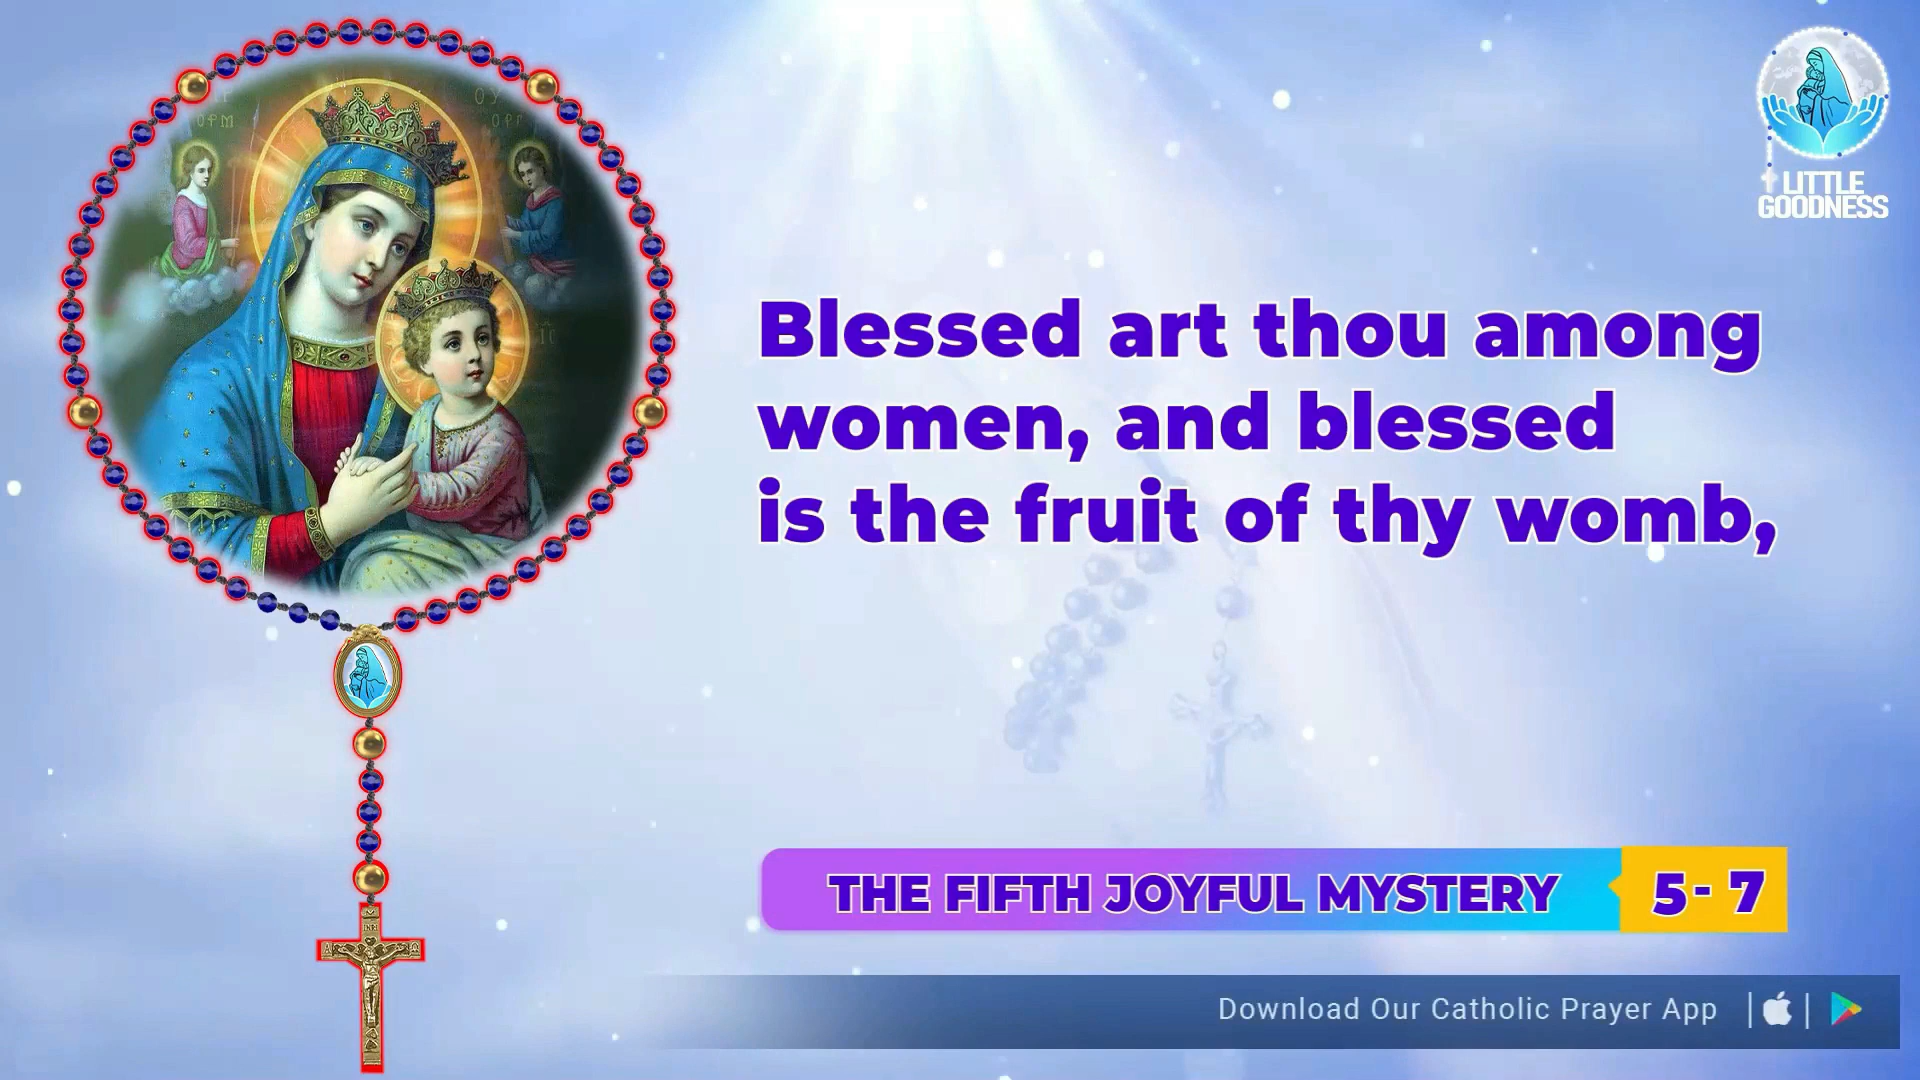 LITTLE
GOODNESS
Blessed art thou among
women, and blessed
is the fruit of thy womb,
THE FIFTH JOYFUL MYSTERY 5- 7
Download Our Catholic Prayer App
INRI